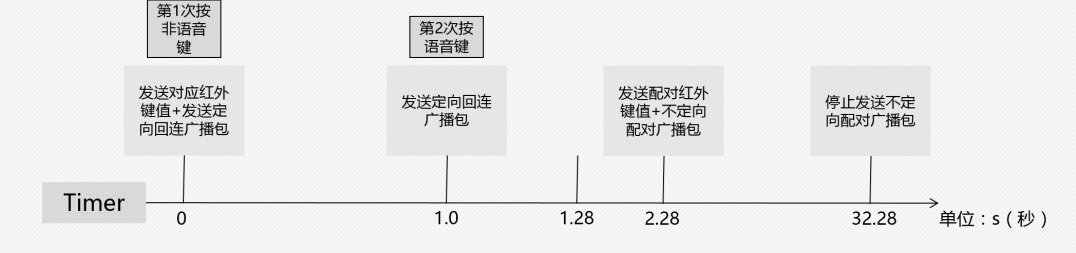 第1次按
非语音
键
第2次按
语音键
发送对应红外
键值+发送定
向回连广播包
发送定向回连
广播包
发送配对红外
键值+不定向
配对广播包
停止发送不定
向配对广播包
Timer
0
1.0
1.28
2.28
32.28
单位：s（秒）